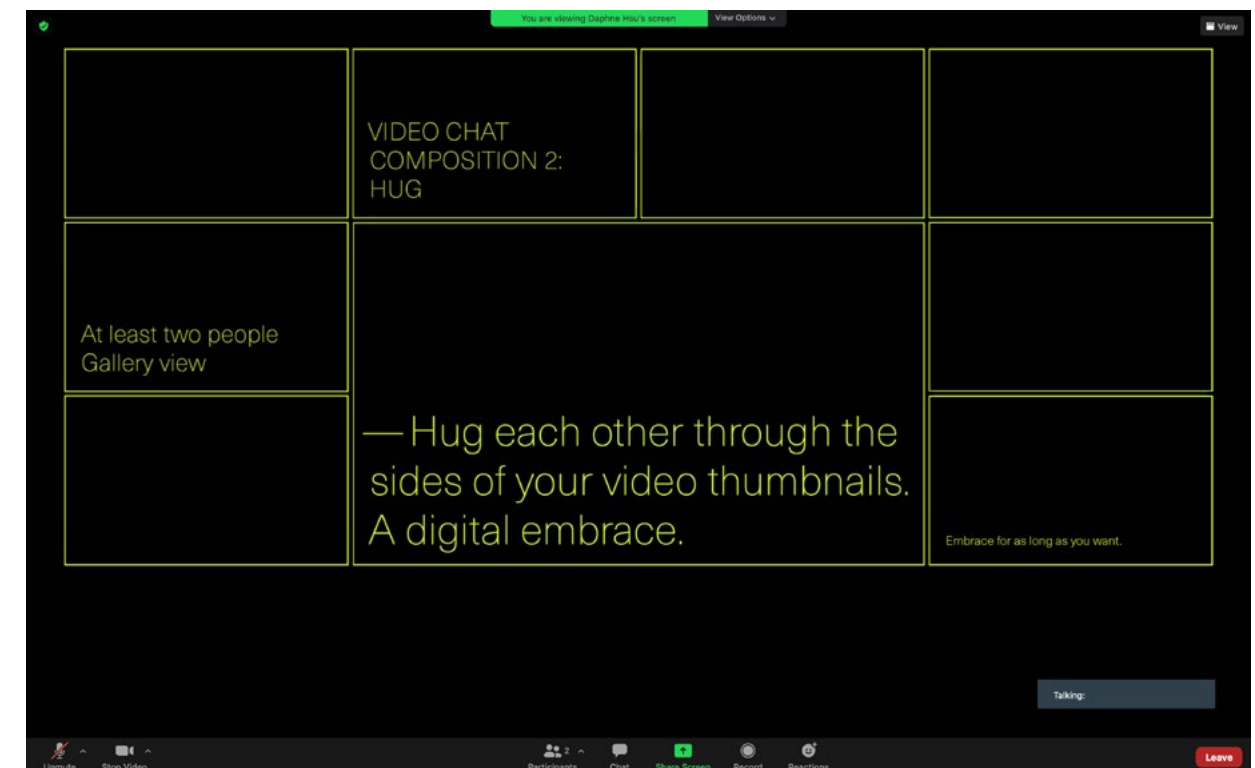 You are viewing Daphne Hsu's screen
View Options
View
VIDEO CHAT
COMPOSITION 2:
HUG
At least two people
Gallery view
— Hug each other through the
sides of your video thumbnails.
A digital embrace.
Embrace for as long as you want.
Talking:
Unmute
Stop Video
2
Participants
Chat
Share Screen
Record
Reactions
Leave